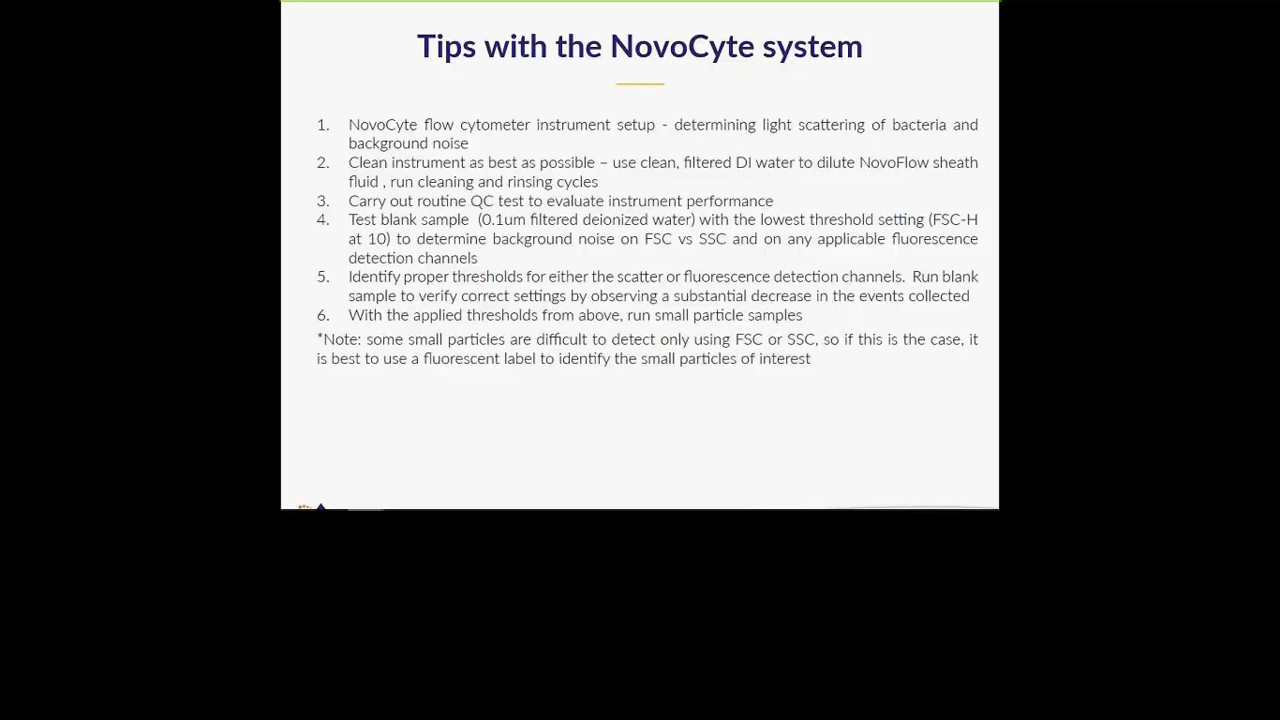 Tips with the NovoCyte system
1. NovoCyte flow cytometer instrument setup - determining light scattering of bacteria and
background noise
2. Clean instrument as best as possible – use clean, filtered DI water to dilute NovoFlow sheath
fluid , run cleaning and rinsing cycles
3. Carry out routine QC test to evaluate instrument performance
4. Test blank sample (0.1um filtered deionized water) with the lowest threshold setting (FSC-H
at 10) to determine background noise on FSC vs SSC and on any applicable fluorescence
detection channels
5. Identify proper thresholds for either the scatter or fluorescence detection channels. Run blank
sample to verify correct settings by observing a substantial decrease in the events collected
6. With the applied thresholds from above, run small particle samples
*Note: some small particles are difficult to detect only using FSC or SSC, so if this is the case, it
is best to use a fluorescent label to identify the small particles of interest